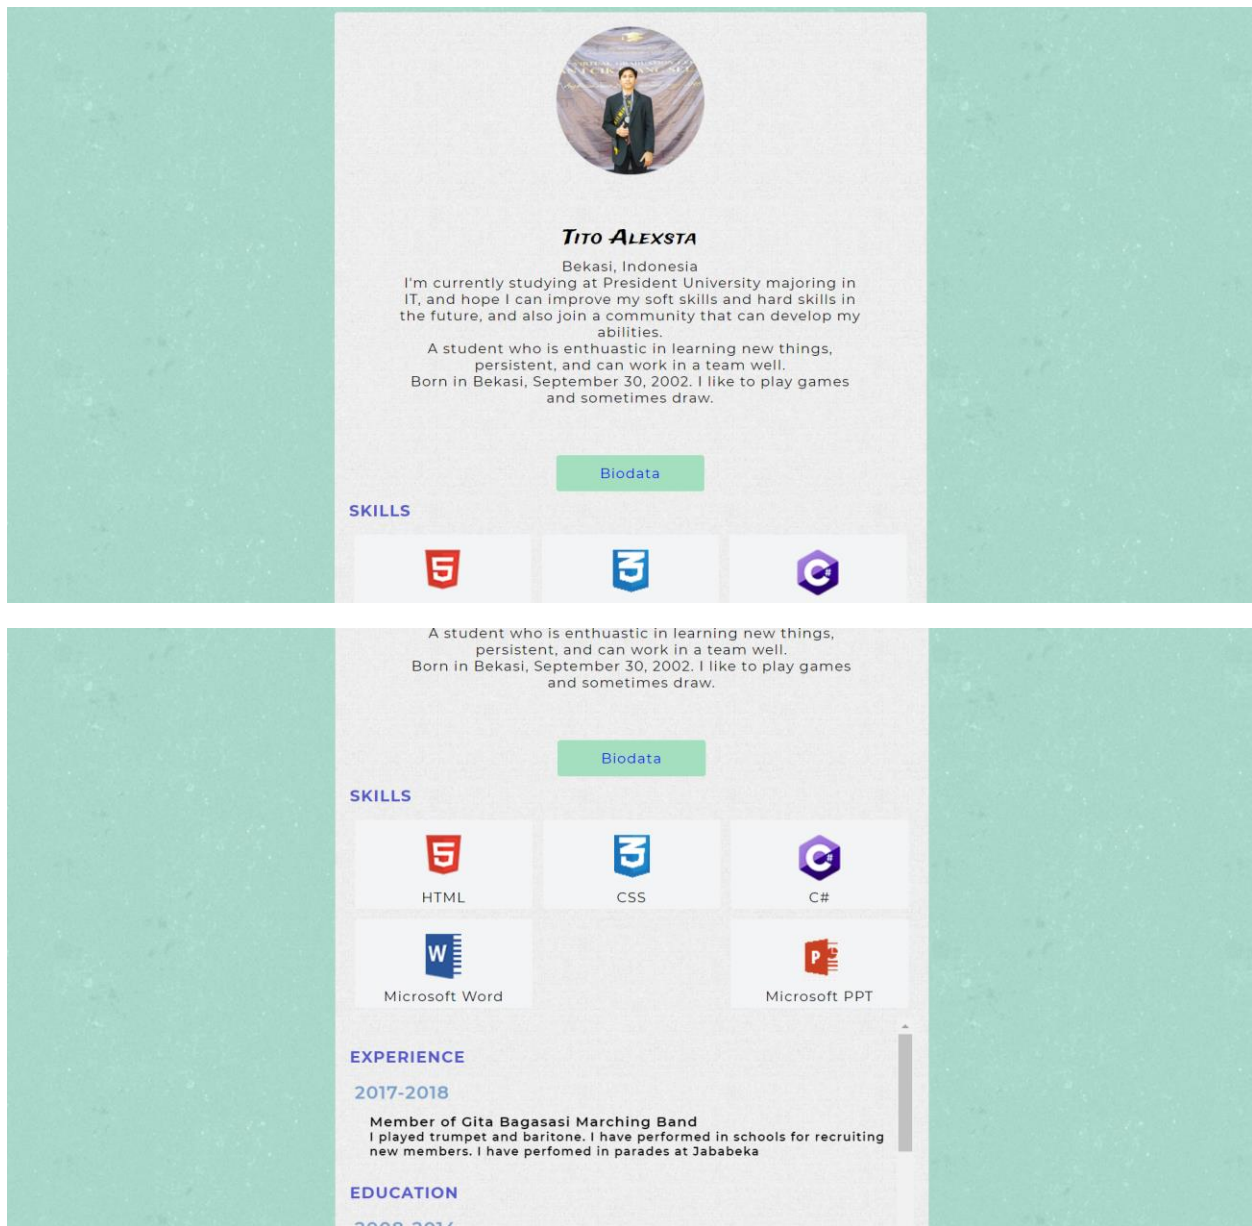 TITO ALEXSTA
Bekasi, Indonesia
I'm currently studying at President University majoring in
IT, and hope I can improve my soft skills and hard skills in
the future, and also join a community that can develop my
abilities.
A student who is enthuastic in learning new things,
persistent, and can work in a team well.
Born in Bekasi, September 30, 2002. I like to play games
and sometimes draw.
Biodata
SKILLS
5
3
C#
A student who is enthuastic in learning new things,
persistent, and can work in a team well.
Born in Bekasi, September 30, 2002. I like to play games
and sometimes draw.
Biodata
SKILLS
5
3
C#
HTML
CSS
C#
W
P
Microsoft Word
Microsoft PPT
EXPERIENCE
2017-2018
Member of Gita Bagasasi Marching Band
I played trumpet and baritone. I have performed in schools for recruiting
new members. I have perfomed in parades at Jababeka
EDUCATION